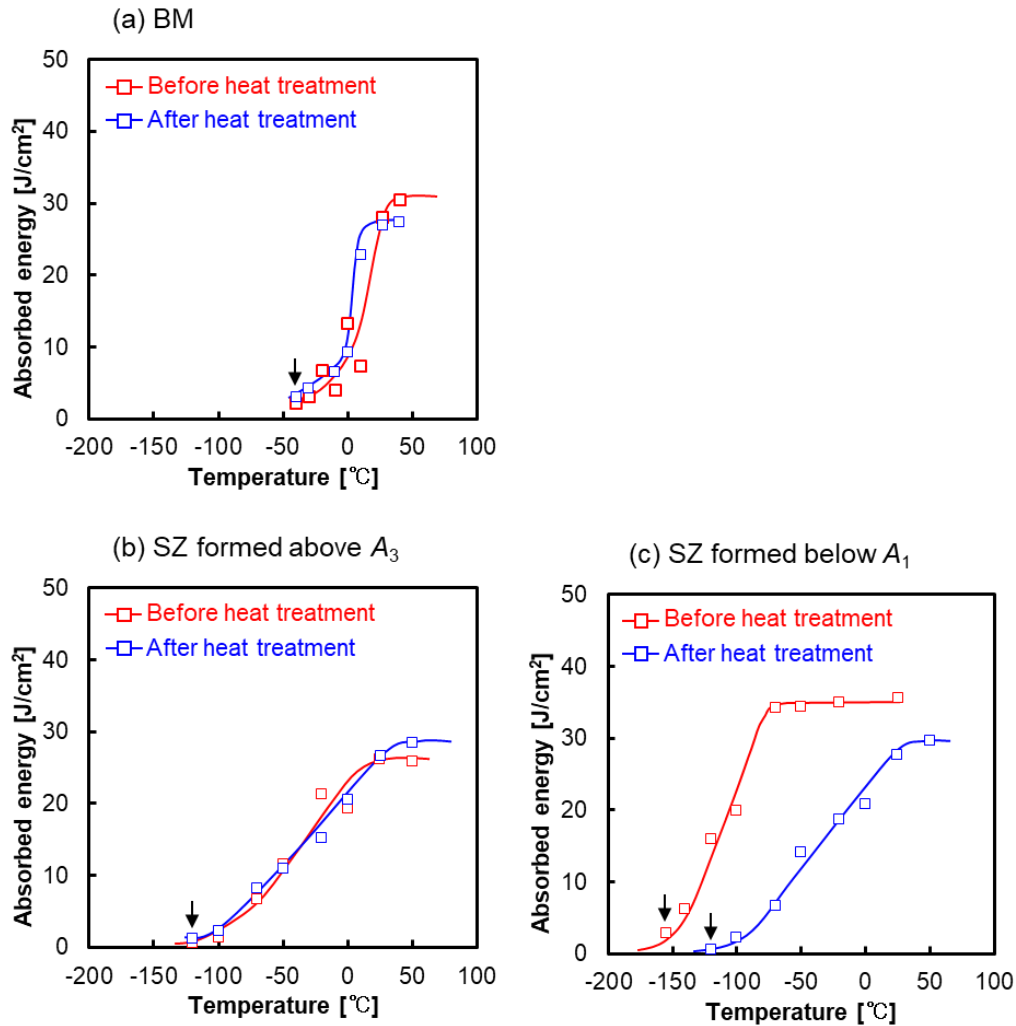 (a) BM
50
40
30
20
10
0
Absorbed energy [J/cm²]
Before heat treatment
After heat treatment
-200 -150 -100 -50 0 50 100
Temperature [℃]
(b) SZ formed above A₃
50
40
30
20
10
0
Absorbed energy [J/cm²]
Before heat treatment
After heat treatment
-200 -150 -100 -50 0 50 100
Temperature [℃]
(c) SZ formed below A₁
50
40
30
20
10
0
Absorbed energy [J/cm²]
Before heat treatment
After heat treatment
-200 -150 -100 -50 0 50 100
Temperature [℃]